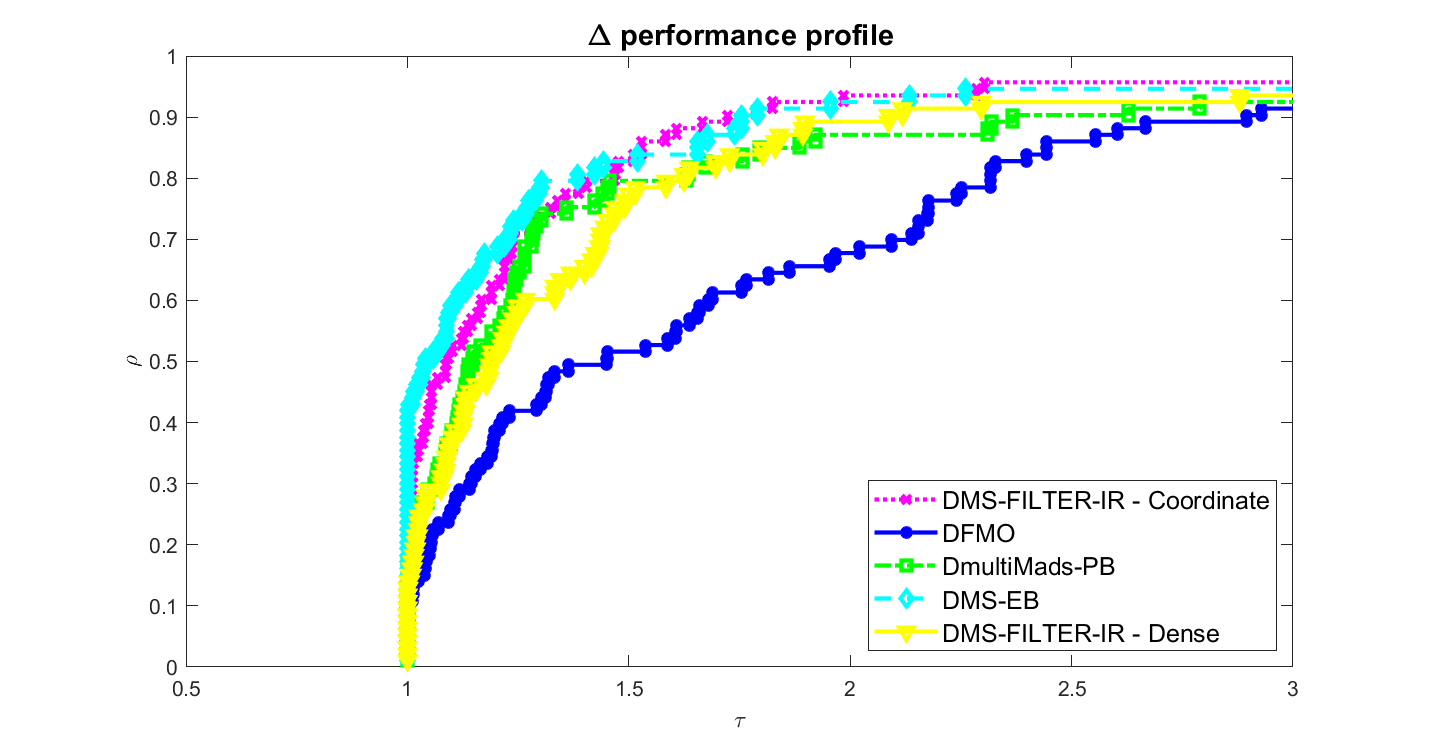 Δ performance profile
1
0.9
0.8
0.7
0.6
0.5
0.4
0.3
0.2
0.1
0
ρ
0.5
1
1.5
2
2.5
3
τ
DMS-FILTER-IR - Coordinate
DFMO
DmultiMads-PB
DMS-EB
DMS-FILTER-IR - Dense